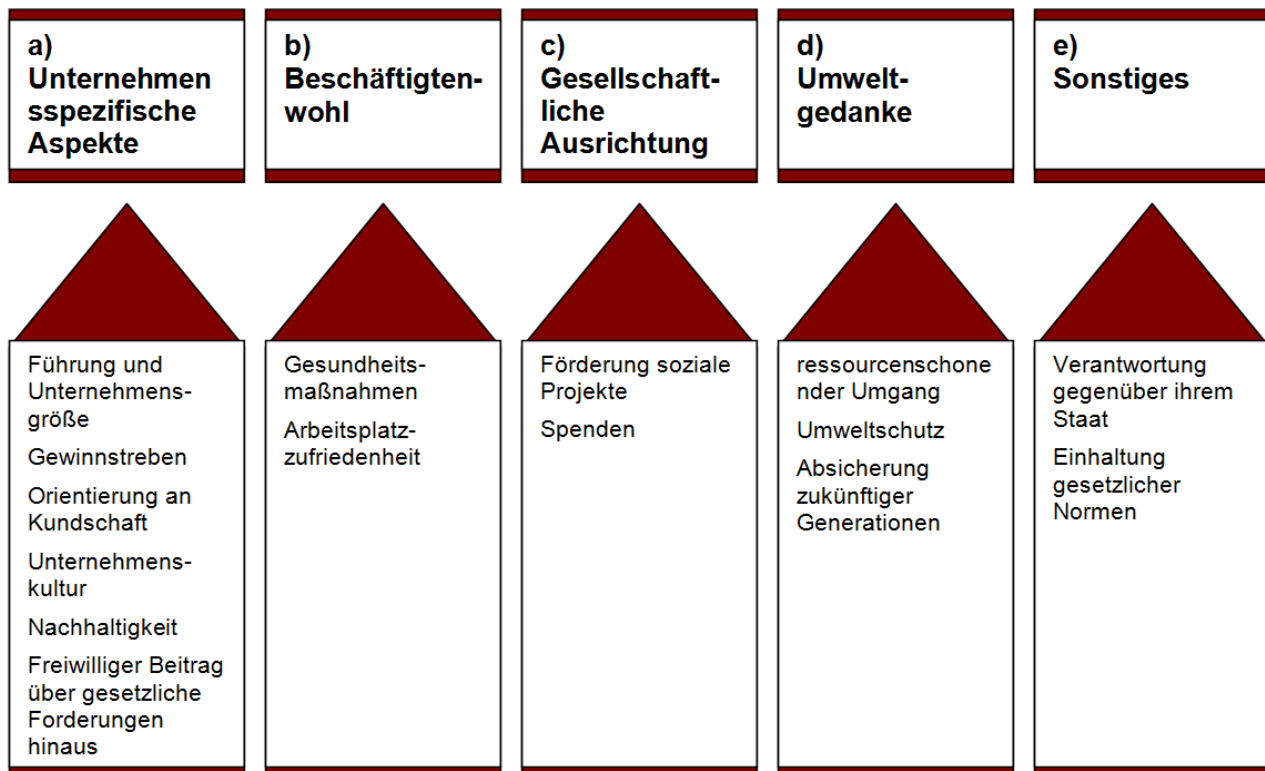 a)
Unternehmen
sspezifische
Aspekte
b)
Beschäftigten-
wohl
c)
Gesellschaft-
liche
Ausrichtung
d)
Umwelt-
gedanke
e)
Sonstiges
Führung und
Unternehmens-
größe
Gewinnstreben
Orientierung an
Kundschaft
Unternehmens-
kultur
Nachhaltigkeit
Freiwilliger Beitrag
über gesetzliche
Forderungen
hinaus
Gesundheits-
maßnahmen
Arbeitsplatz-
zufriedenheit
Förderung soziale
Projekte
Spenden
ressourcenschone
nder Umgang
Umweltschutz
Absicherung
zukünftiger
Generationen
Verantwortung
gegenüber ihrem
Staat
Einhaltung
gesetzlicher
Normen